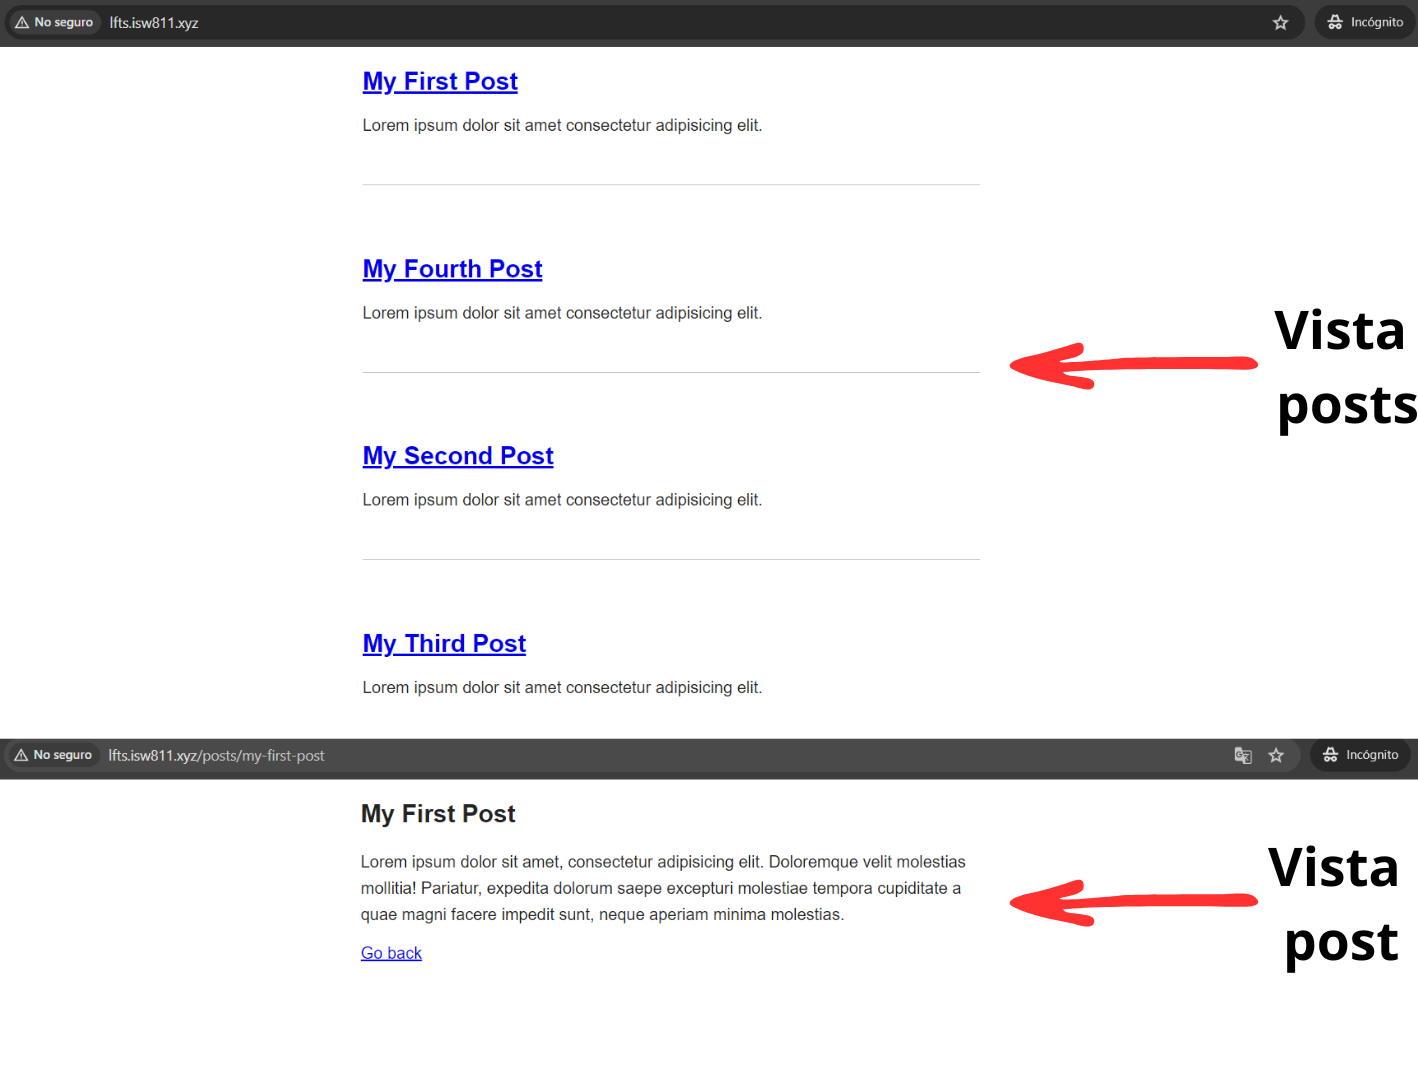 No seguro lfts.isw811.xyz Incógnito
My First Post
Lorem ipsum dolor sit amet consectetur adipisicing elit.
My Fourth Post
Lorem ipsum dolor sit amet consectetur adipisicing elit.
Vista
posts
My Second Post
Lorem ipsum dolor sit amet consectetur adipisicing elit.
My Third Post
Lorem ipsum dolor sit amet consectetur adipisicing elit.
No seguro lfts.isw811.xyz/posts/my-first-post Incógnito
My First Post
Lorem ipsum dolor sit amet, consectetur adipisicing elit. Doloremque velit molestias
mollitia! Pariatur, expedita dolorum saepe excepturi molestiae tempora cupiditate a
quae magni facere impedit sunt, neque aperiam minima molestias.
Go back
Vista
post